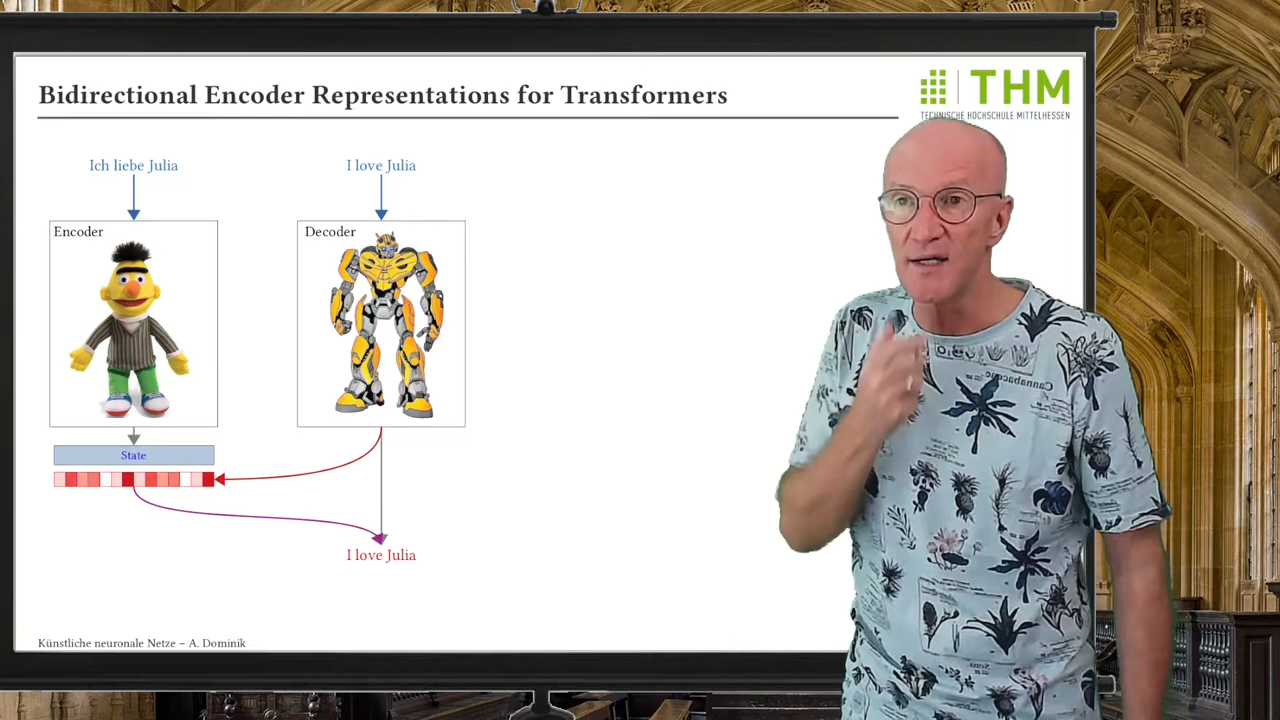 Bidirectional Encoder Representations for Transformers
THM
TECHNISCHE HOCHSCHULE MITTELHESSEN
Ich liebe Julia
I love Julia
Encoder
Decoder
State
I love Julia
Künstliche neuronale Netze – A. Dominik